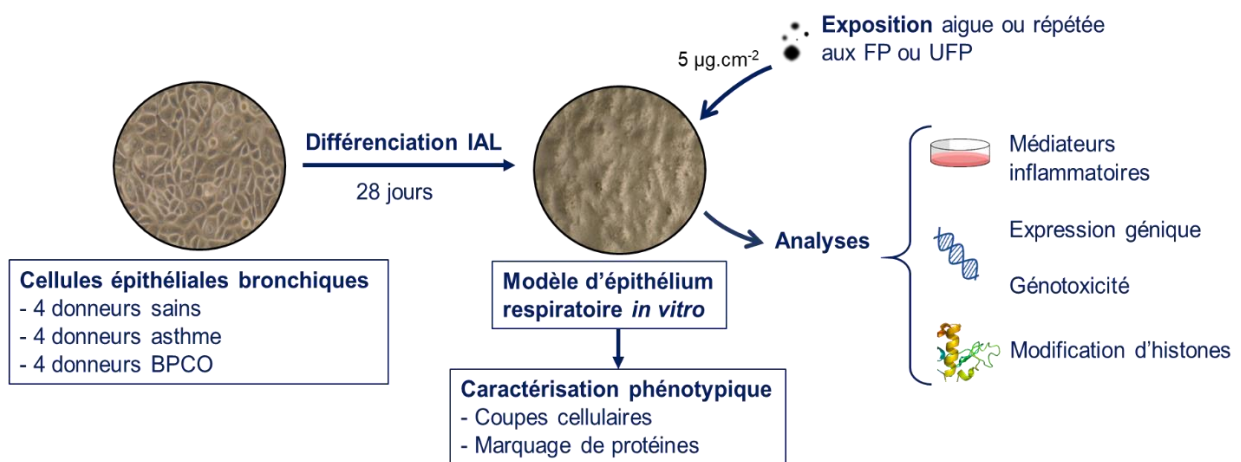 Exposition aigue ou répétée
aux FP ou UFP
5 µg.cm⁻²
Différenciation IAL
28 jours
Cellules épithéliales bronchiques
- 4 donneurs sains
- 4 donneurs asthme
- 4 donneurs BPCO
Modèle d'épithélium
respiratoire in vitro
Caractérisation phénotypique
- Coupes cellulaires
- Marquage de protéines
Analyses
Médiateurs
inflammatoires
Expression génique
Génotoxicité
Modification d'histones